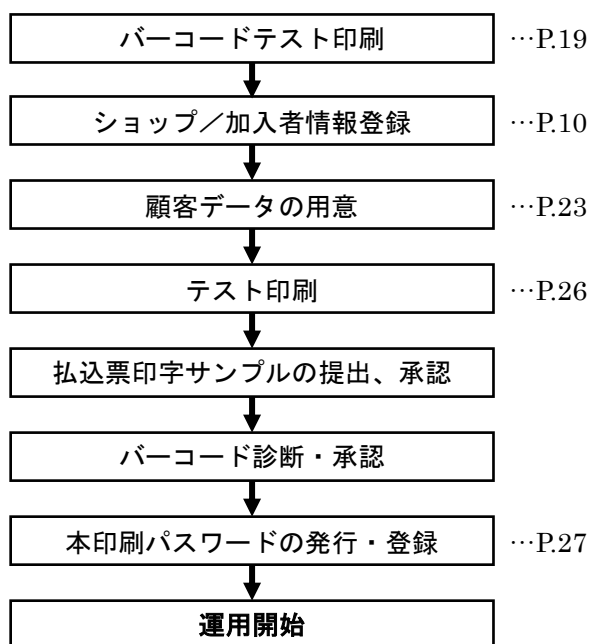 バーコードテスト印刷 …P.19
ショップ／加入者情報登録 …P.10
顧客データの用意 …P.23
テスト印刷 …P.26
払込票印字サンプルの提出、承認
バーコード診断・承認
本印刷パスワードの発行・登録 …P.27
運用開始